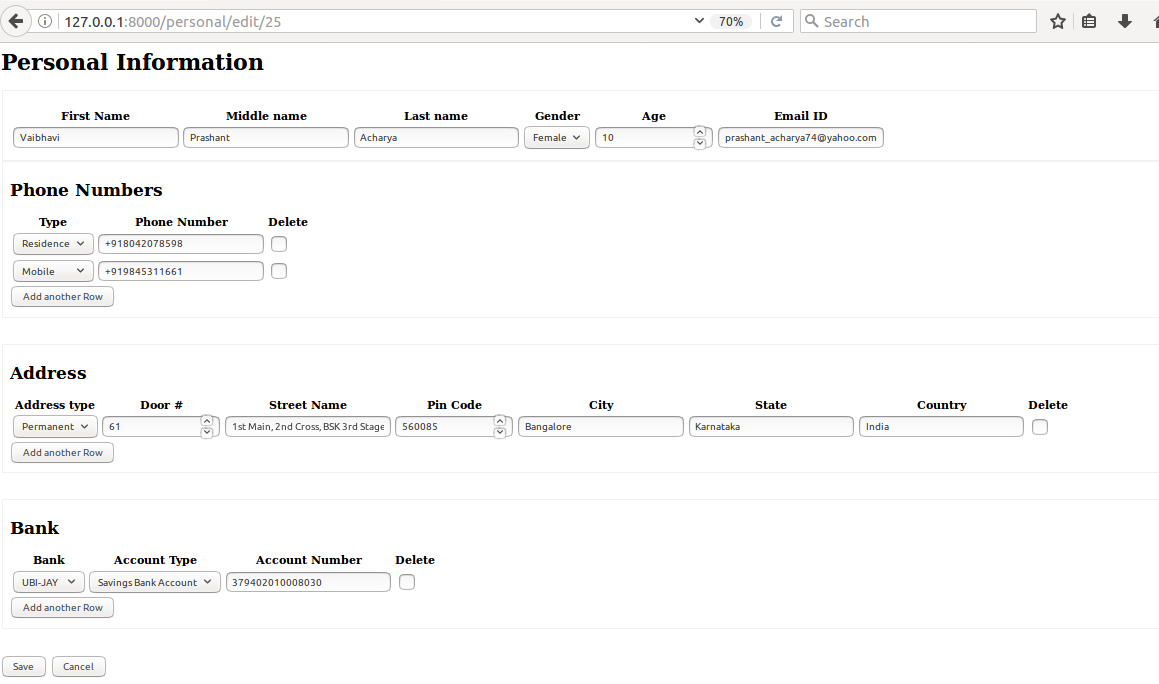 127.0.0.1:8000/personal/edit/25 70% Search
Personal Information
First Name Middle name Last name Gender Age Email ID
Vaibhavi Prashant Acharya Female 10 prashant_acharya74@yahoo.com
Phone Numbers
Type Phone Number Delete
Residence +918042078598
Mobile +919845311661
Add another Row
Address
Address type Door # Street Name Pin Code City State Country Delete
Permanent 61 1st Main, 2nd Cross, BSK 3rd Stage 560085 Bangalore Karnataka India
Add another Row
Bank
Bank Account Type Account Number Delete
UBI-JAY Savings Bank Account 379402010008030
Add another Row
Save Cancel